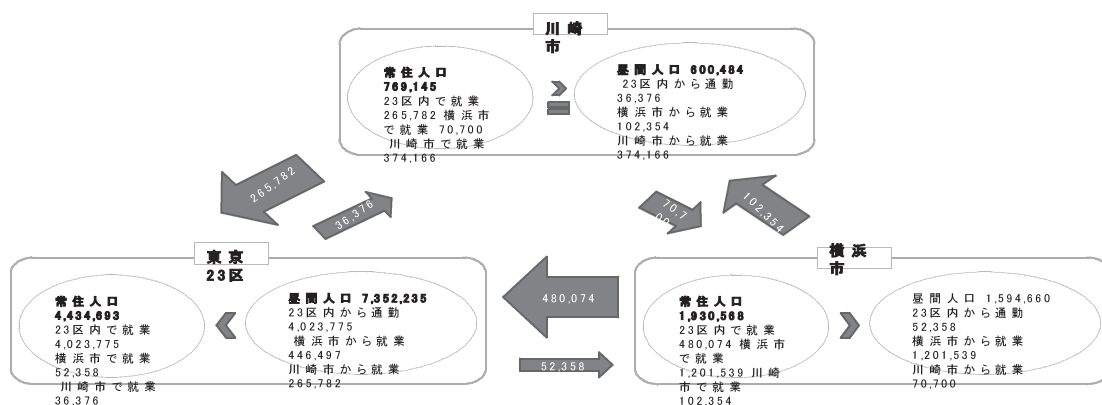 川崎
市
常住人口
769,145
23区内で就業
265,782 横浜市
で就業 70,700
川崎市で就業
374,166
昼間人口 600,484
23区内から通勤
36,376
横浜市から就業
102,354
川崎市から就業
374,166
265,782
36,376
70,7
00
102,354
東京
23区
常住人口
4,434,693
23区内で就業
4,023,775
横浜市で就業
52,358
川崎市で就業
36,376
昼間人口 7,352,235
23区内から通勤
4,023,775
横浜市から就業
446,497
川崎市から就業
265,782
480,074
52,358
横浜
市
常住人口
1,930,568
23区内で就業
480,074 横浜市
で就業
1,201,539 川崎
市で就業
102,354
昼間人口 1,594,660
23区内から通勤
52,358
横浜市から就業
1,201,539
川崎市から就業
70,700